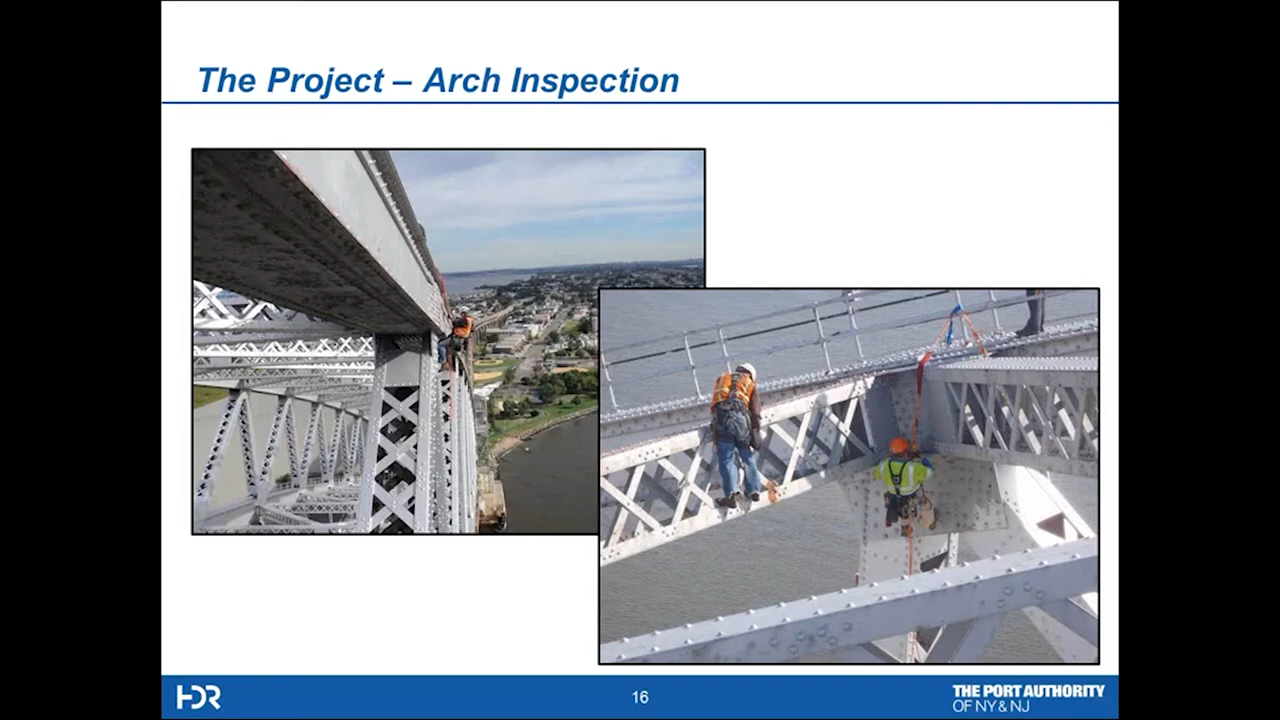 The Project – Arch Inspection
HDR
16
THE PORT AUTHORITY
OF NY & NJ